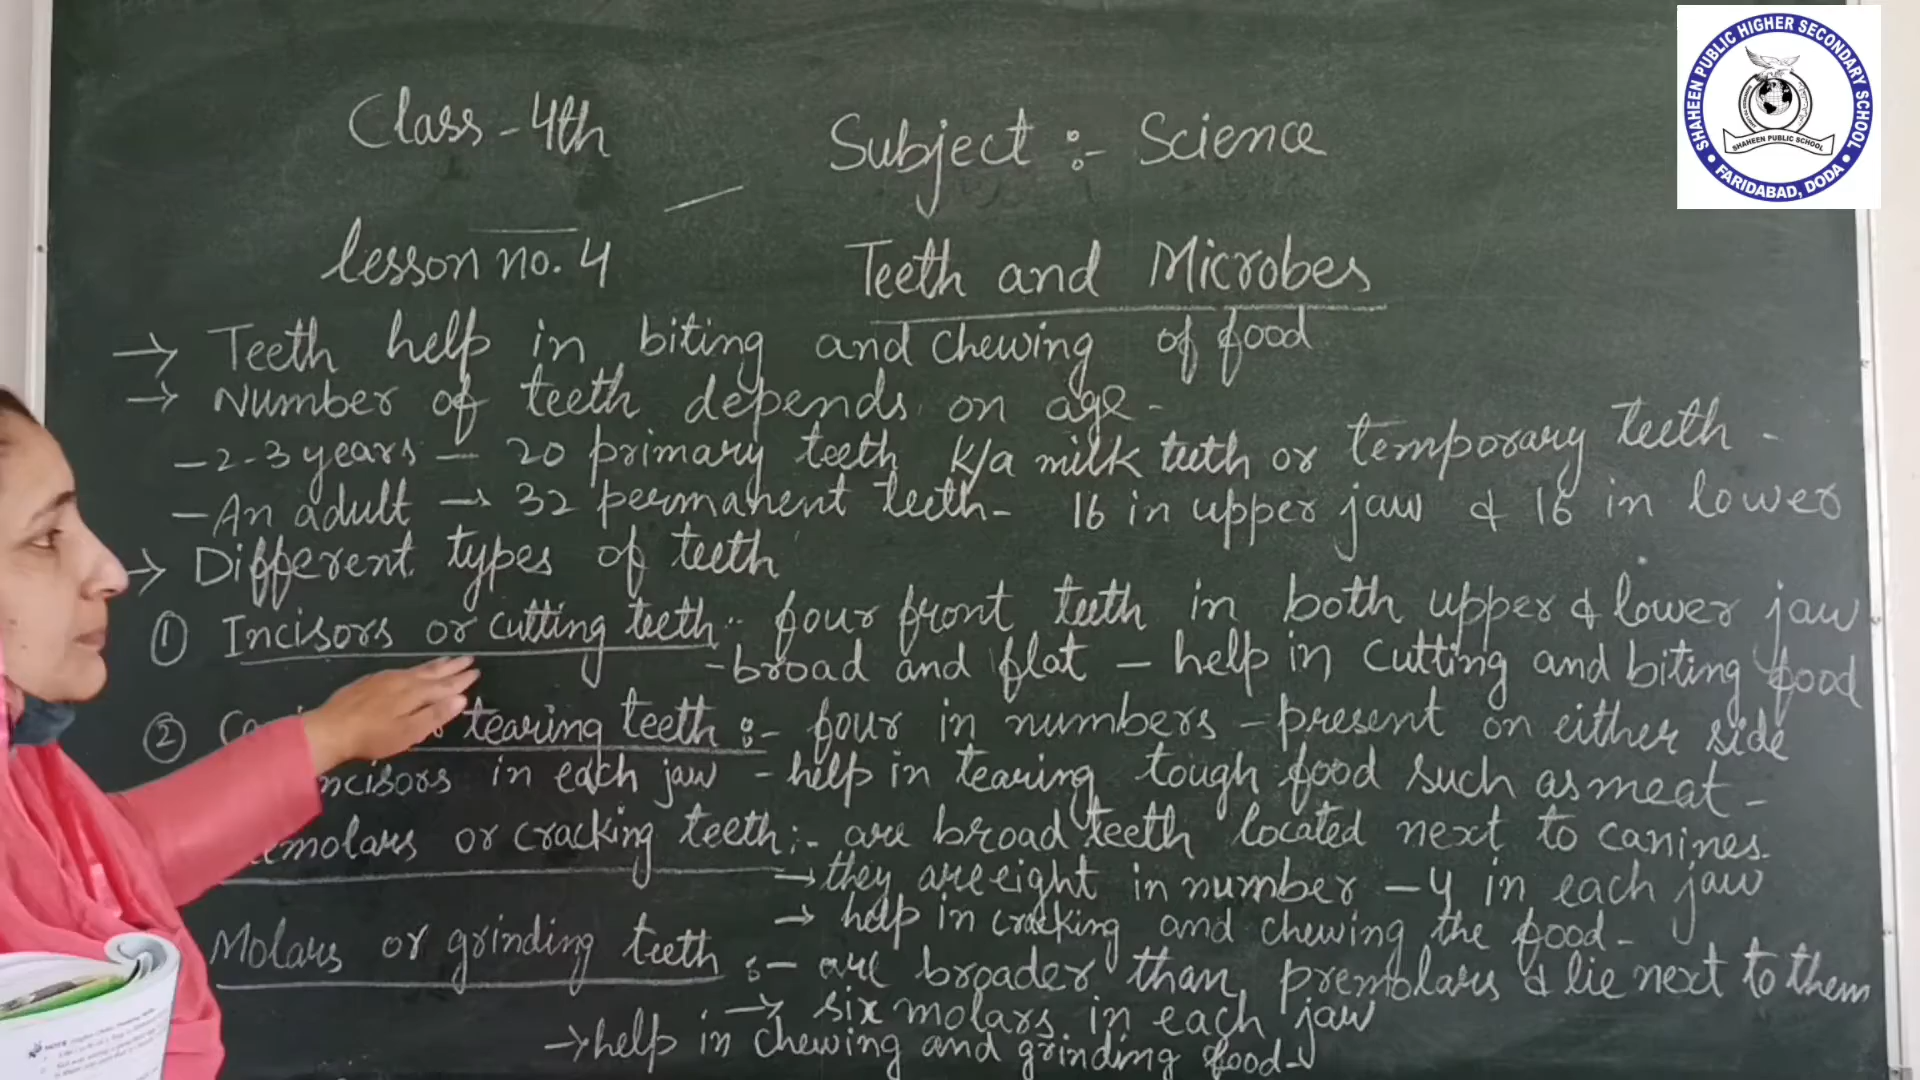 Class - 4th
Subject :- Science
Lesson no. 4
Teeth and Microbes
→ Teeth help in biting and chewing of food
→ Number of teeth depends on age -
- 2-3 years - 20 primary teeth k/a milk teeth or temporary teeth -
- An adult → 32 permanent teeth - 16 in upper jaw & 16 in lower
→ Different types of teeth
① Incisors or cutting teeth :- four front teeth in both upper & lower jaw
- broad and flat - help in cutting and biting food
② tearing teeth :- four in numbers - present on either side
incisors in each jaw - help in tearing tough food such as meat -
molars or cracking teeth :- are broad teeth located next to canines.
→ they are eight in number - 4 in each jaw
→ help in cracking and chewing the food -
Molars or grinding teeth :- are broader than premolars & lie next to them
→ six molars in each jaw
→ help in chewing and grinding food -
SHAHEEN PUBLIC HIGHER SECONDARY SCHOOL
SHAHEEN PUBLIC SCHOOL
• FARIDABAD, DODA •